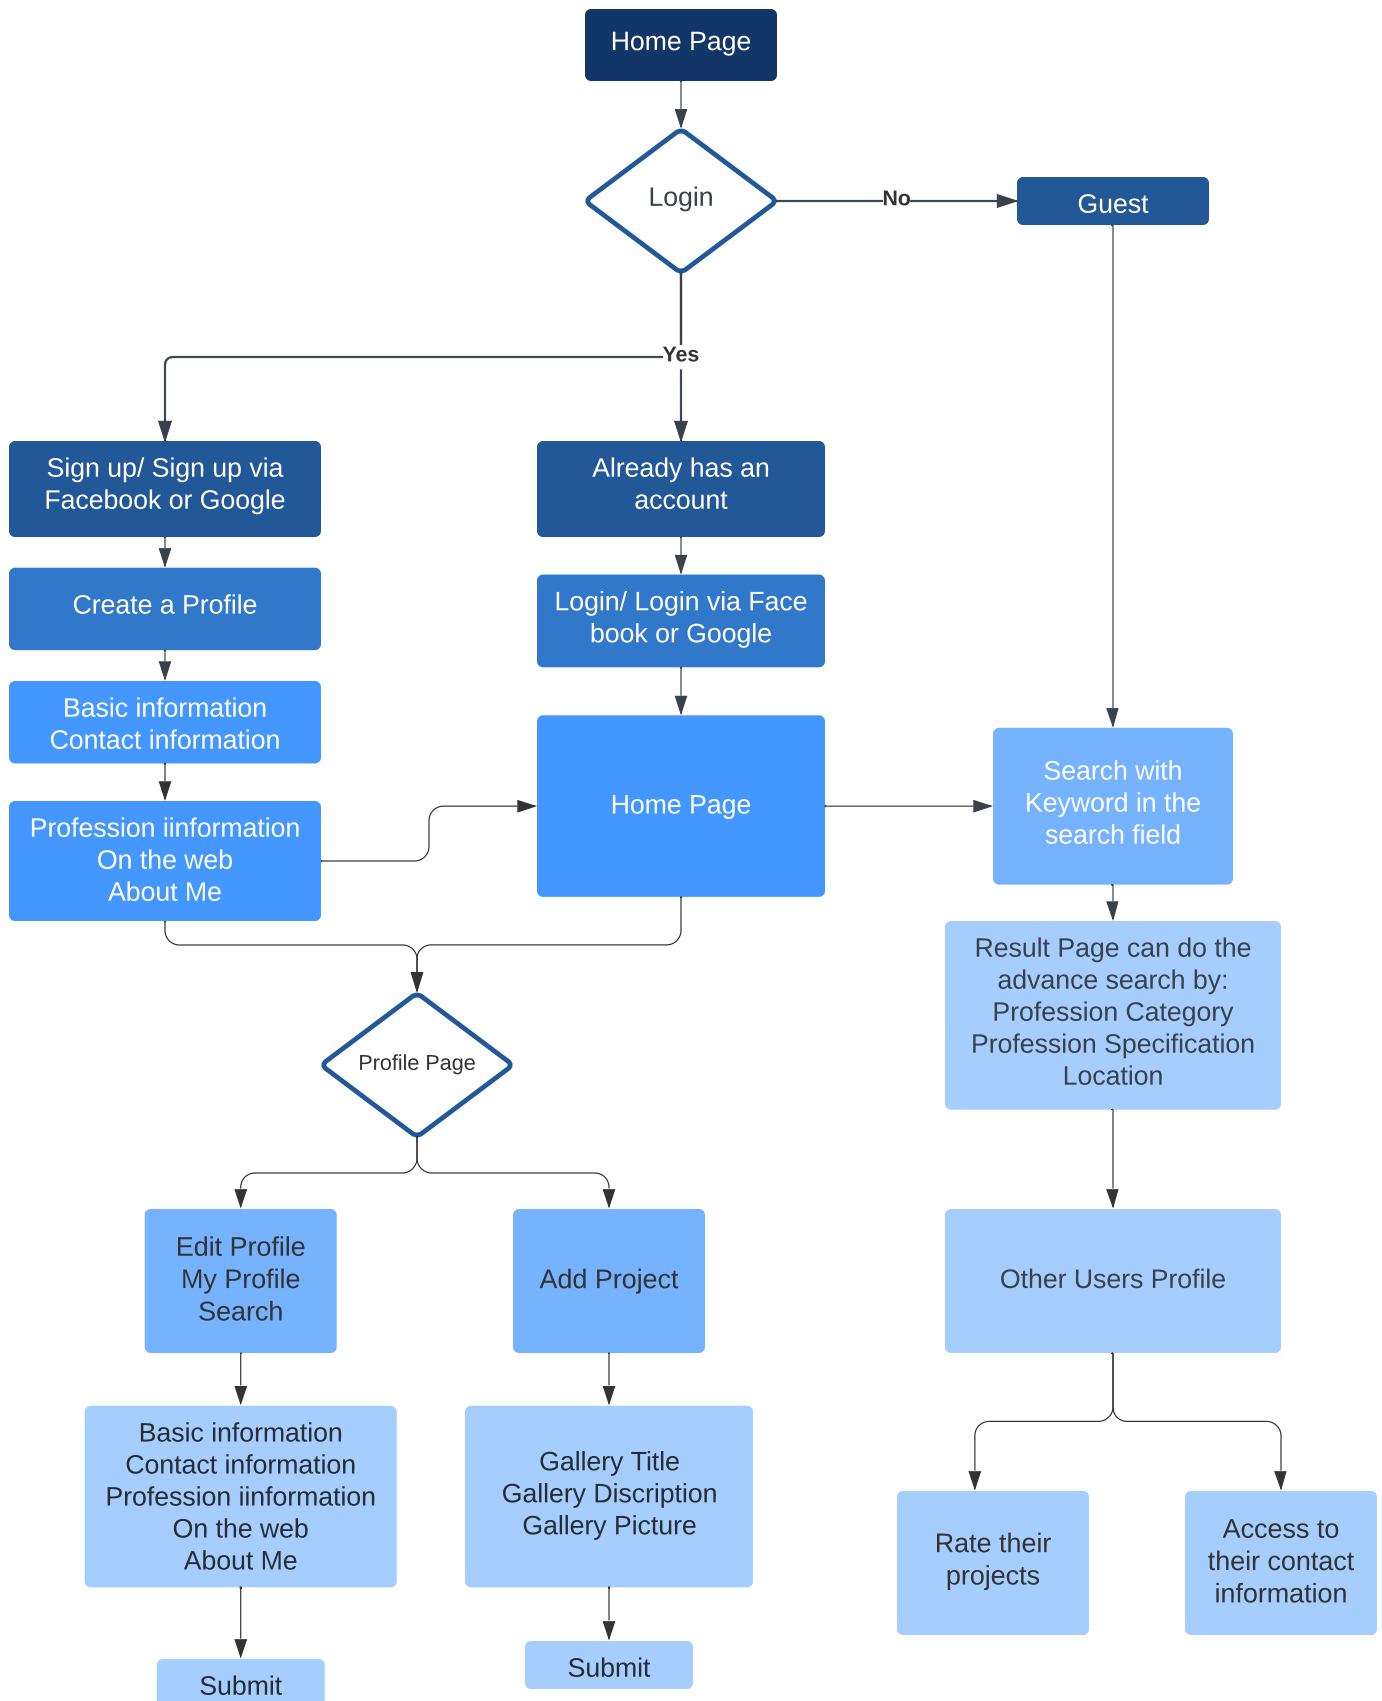 Home Page
Login
No
Guest
Yes
Sign up/ Sign up via
Facebook or Google
Already has an
account
Create a Profile
Login/ Login via Face
book or Google
Basic information
Contact information
Profession iinformation
On the web
About Me
Home Page
Search with
Keyword in the
search field
Result Page can do the
advance search by:
Profession Category
Profession Specification
Location
Profile Page
Edit Profile
My Profile
Search
Add Project
Other Users Profile
Basic information
Contact information
Profession iinformation
On the web
About Me
Gallery Title
Gallery Discription
Gallery Picture
Rate their
projects
Access to
their contact
information
Submit
Submit